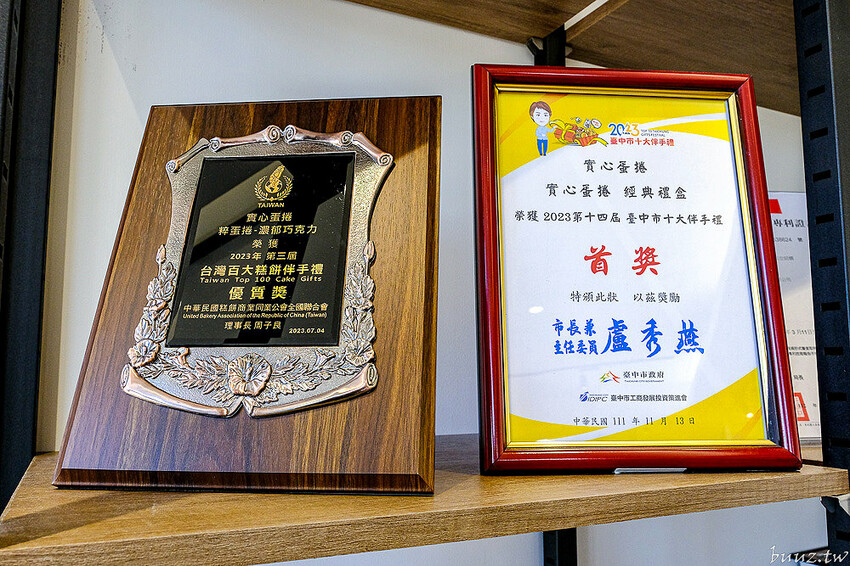 TAIWAN
實心蛋捲
粹蛋捲-濃郁巧克力
榮獲
2023年 第三屆
台灣百大糕餅伴手禮
Taiwan Top 100 Cake Gifts
優質獎
中華民國糕餅商業同業公會全國聯合會
United Bakery Association of the Republic of China (Taiwan)
理事長 周子良 2023.07.04
2023
臺中市十大伴手禮
實心蛋捲
實心蛋捲 經典禮盒
榮獲 2023第十四屆 臺中市十大伴手禮
首獎
特頒此狀 以茲獎勵
市長兼
主任委員 盧秀燕
臺中市政府
IDIPC 臺中市工商發展投資策進會
中華民國 111 年 11 月 13 日
專科證
buuz.tw